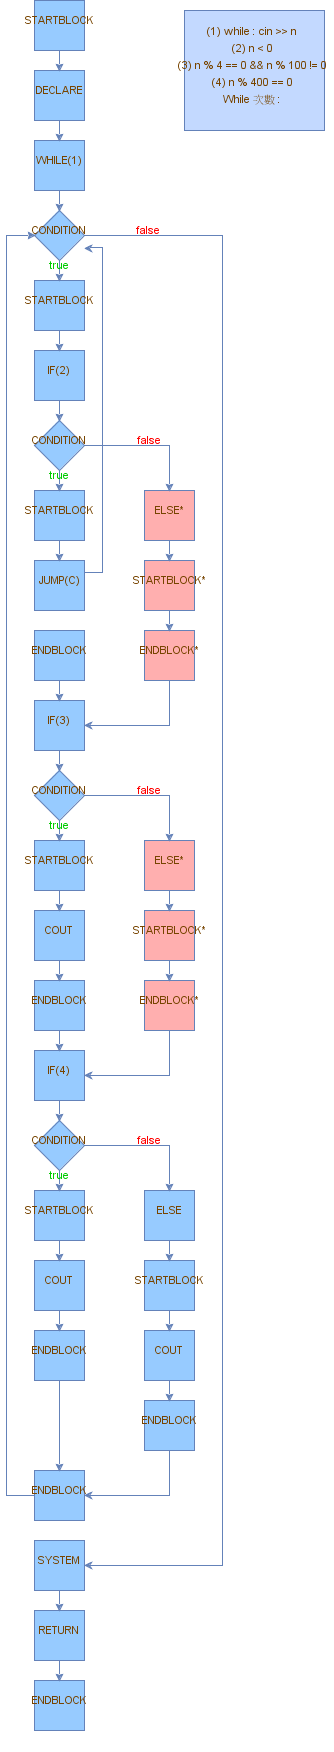 STARTBLOCK
(1) while : cin >> n
(2) n < 0
(3) n % 4 == 0 && n % 100 != 0
(4) n % 400 == 0
While 次數 :
DECLARE
WHILE(1)
CONDITION
false
true
STARTBLOCK
IF(2)
CONDITION
false
true
STARTBLOCK
ELSE*
JUMP(C)
STARTBLOCK*
ENDBLOCK
ENDBLOCK*
IF(3)
CONDITION
false
true
STARTBLOCK
ELSE*
COUT
STARTBLOCK*
ENDBLOCK
ENDBLOCK*
IF(4)
CONDITION
false
true
STARTBLOCK
ELSE
COUT
STARTBLOCK
ENDBLOCK
COUT
ENDBLOCK
ENDBLOCK
SYSTEM
RETURN
ENDBLOCK